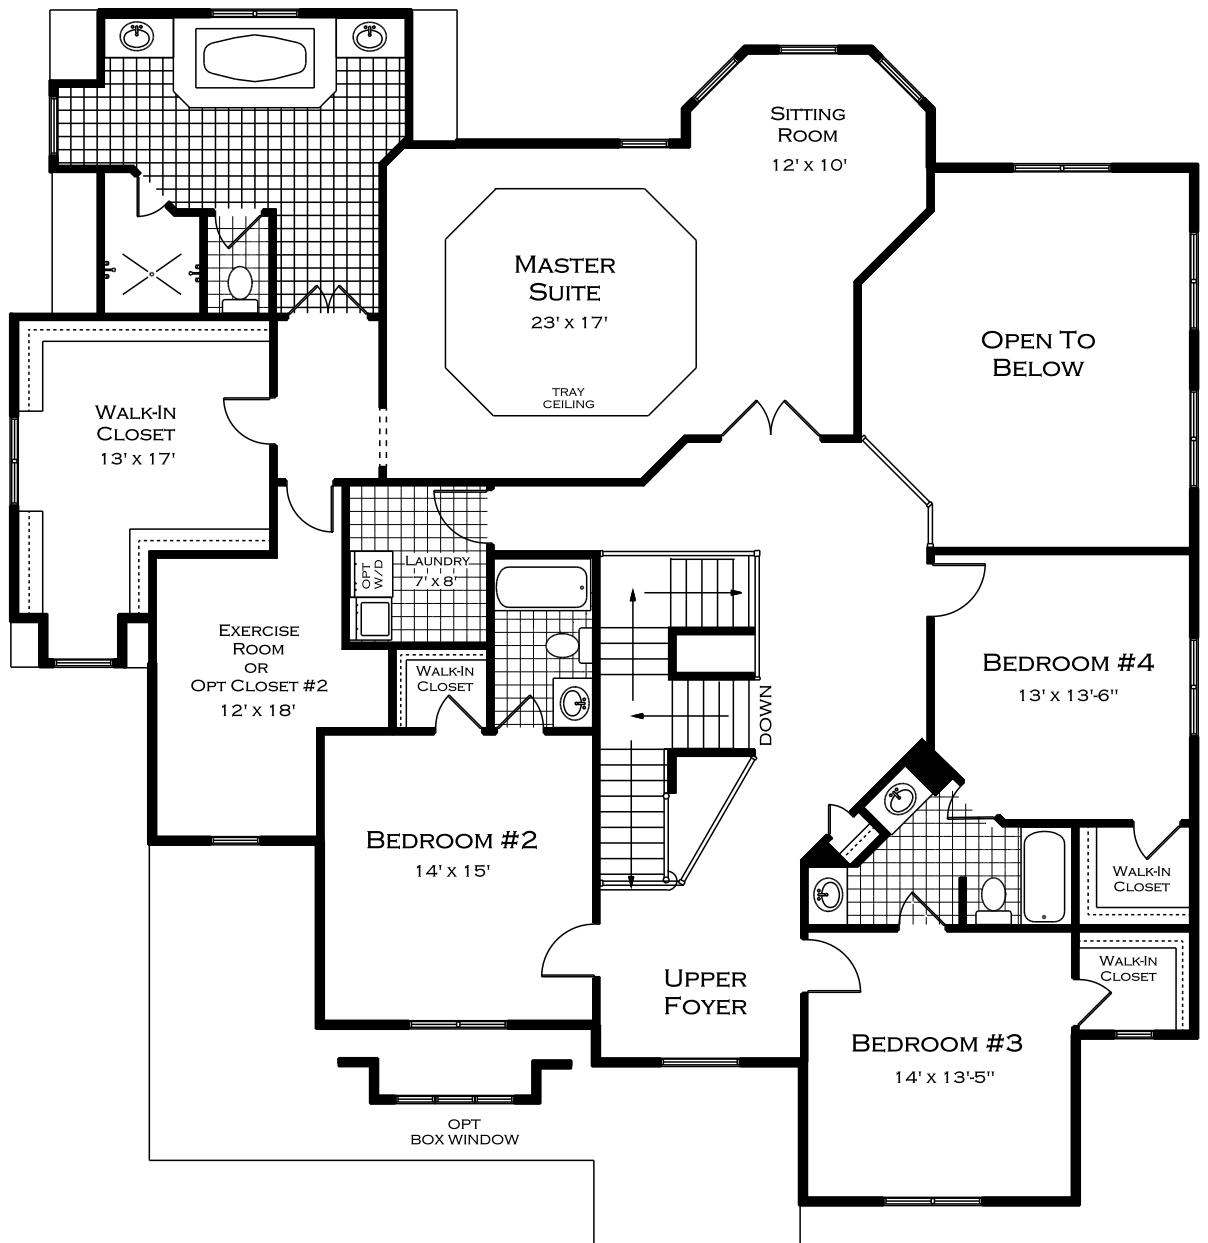 SITTING
ROOM
12' X 10'
MASTER
SUITE
23' X 17'
TRAY
CEILING
OPEN TO
BELOW
WALK-IN
CLOSET
13' X 17'
LAUNDRY
7' X 8'
OPT
W/D
EXERCISE
ROOM
OR
OPT CLOSET #2
12' X 18'
WALK-IN
CLOSET
BEDROOM #4
13' X 13'-6"
DOWN
BEDROOM #2
14' X 15'
WALK-IN
CLOSET
UPPER
FOYER
WALK-IN
CLOSET
BEDROOM #3
14' X 13'-5"
OPT
BOX WINDOW